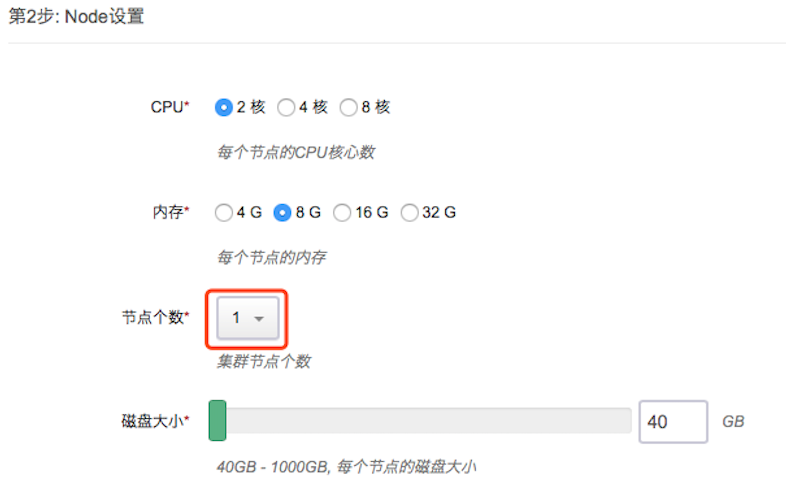 第2步: Node设置
CPU* 2 核 4 核 8 核
每个节点的CPU核心数
内存* 4 G 8 G 16 G 32 G
每个节点的内存
节点个数* 1
集群节点个数
磁盘大小* 40 GB
40GB - 1000GB, 每个节点的磁盘大小